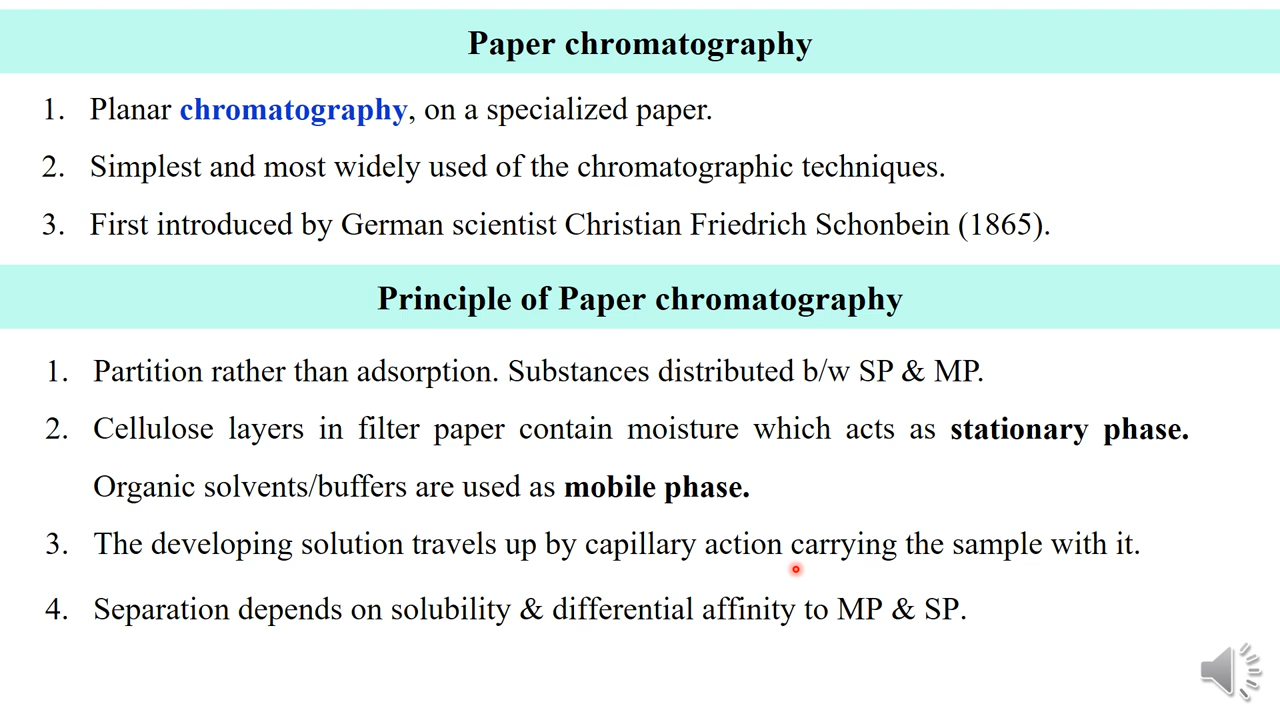 Paper chromatography
1. Planar chromatography, on a specialized paper.
2. Simplest and most widely used of the chromatographic techniques.
3. First introduced by German scientist Christian Friedrich Schonbein (1865).
Principle of Paper chromatography
1. Partition rather than adsorption. Substances distributed b/w SP & MP.
2. Cellulose layers in filter paper contain moisture which acts as stationary phase.
Organic solvents/buffers are used as mobile phase.
3. The developing solution travels up by capillary action carrying the sample with it.
4. Separation depends on solubility & differential affinity to MP & SP.